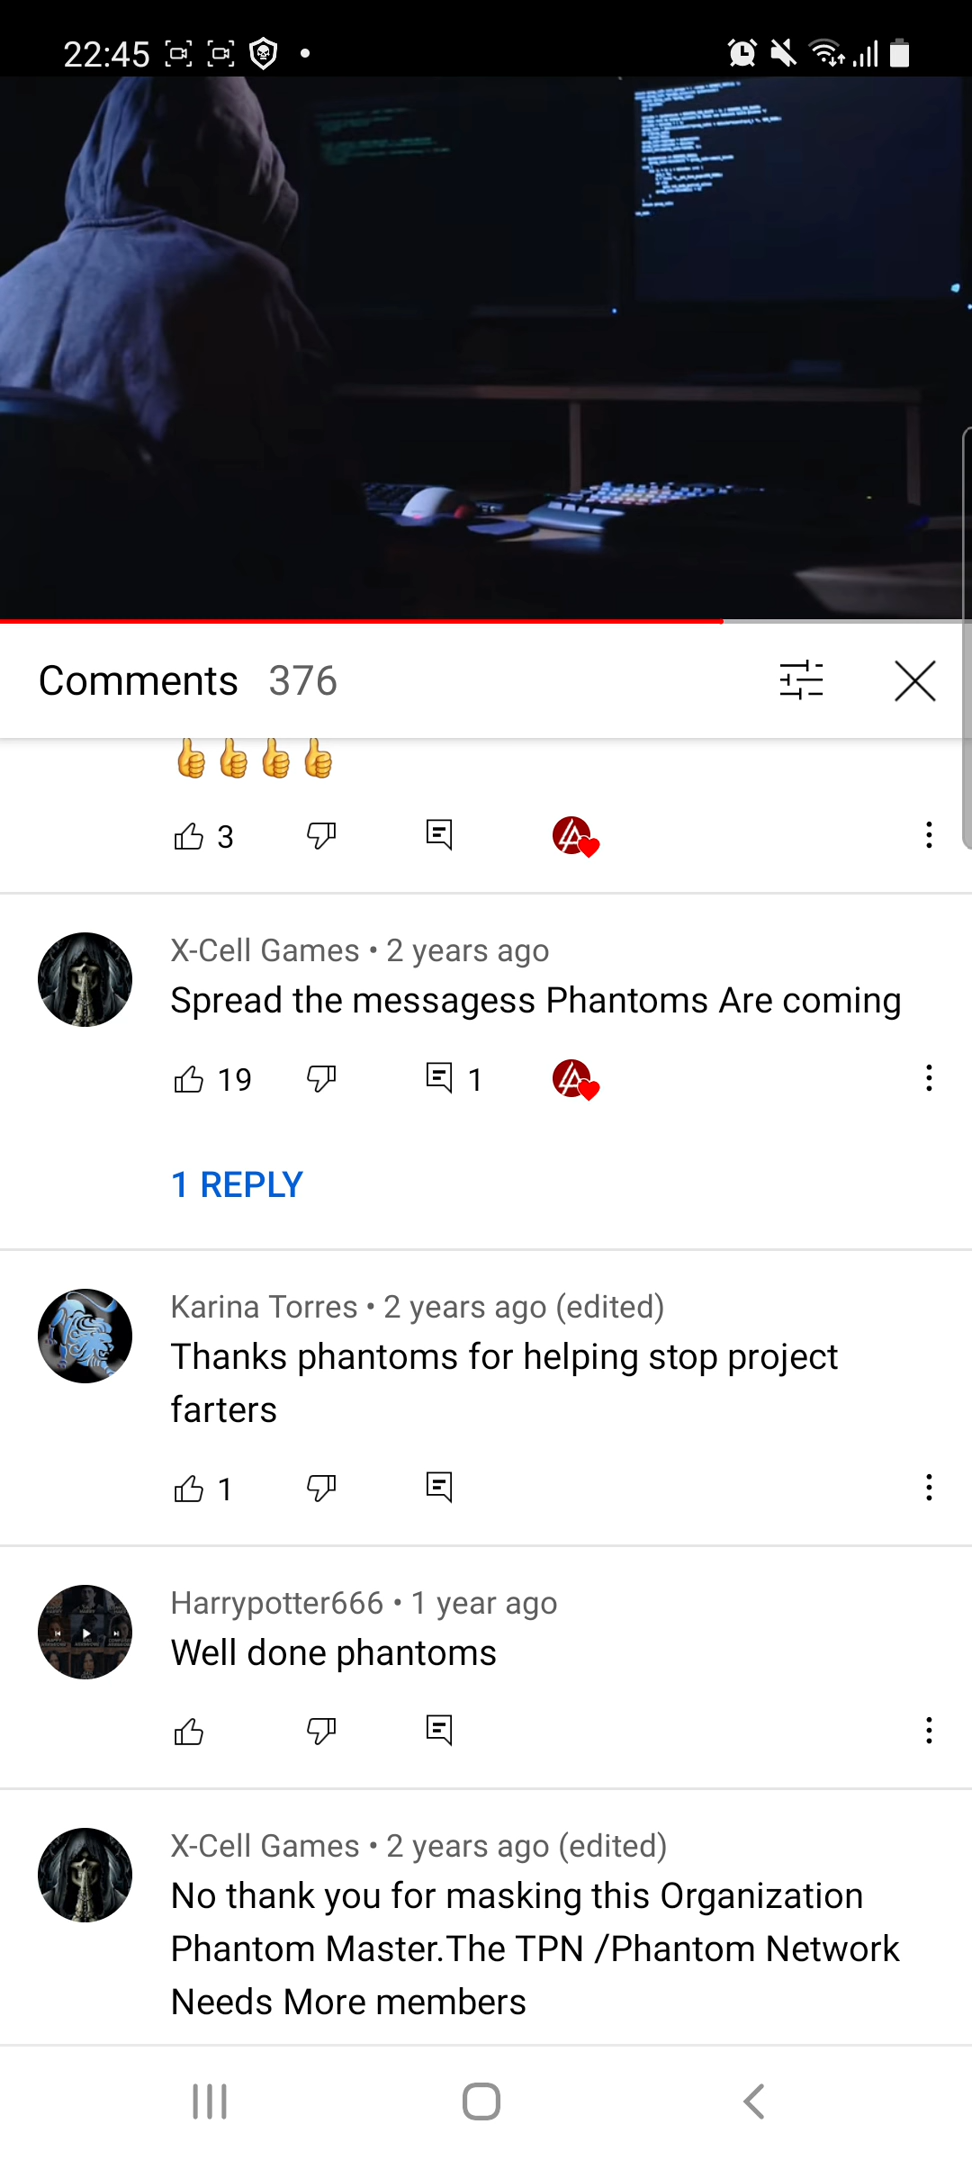 22:45
Comments 376
👍👍👍👍
3
X-Cell Games • 2 years ago
Spread the messagess Phantoms Are coming
19 1
1 REPLY
Karina Torres • 2 years ago (edited)
Thanks phantoms for helping stop project
farters
1
Harrypotter666 • 1 year ago
Well done phantoms
X-Cell Games • 2 years ago (edited)
No thank you for masking this Organization
Phantom Master.The TPN /Phantom Network
Needs More members